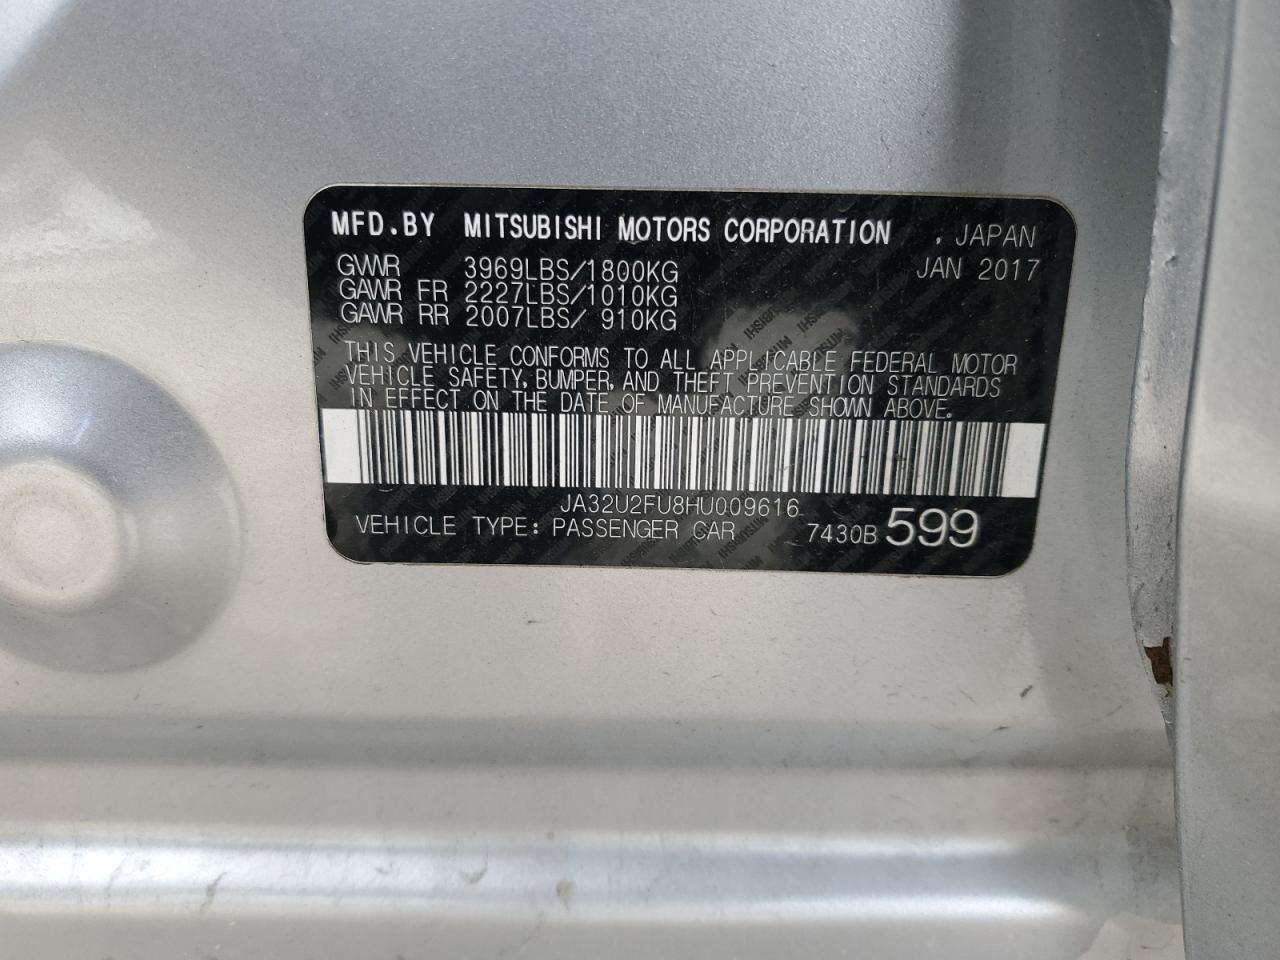 MFD.BY MITSUBISHI MOTORS CORPORATION , JAPAN
JAN 2017
GVWR 3969LBS/1800KG
GAWR FR 2227LBS/1010KG
GAWR RR 2007LBS/ 910KG
THIS VEHICLE CONFORMS TO ALL APPLICABLE FEDERAL MOTOR
VEHICLE SAFETY, BUMPER, AND THEFT PREVENTION STANDARDS
IN EFFECT ON THE DATE OF MANUFACTURE SHOWN ABOVE.
JA32U2FU8HU009616
VEHICLE TYPE: PASSENGER CAR 7430B 599